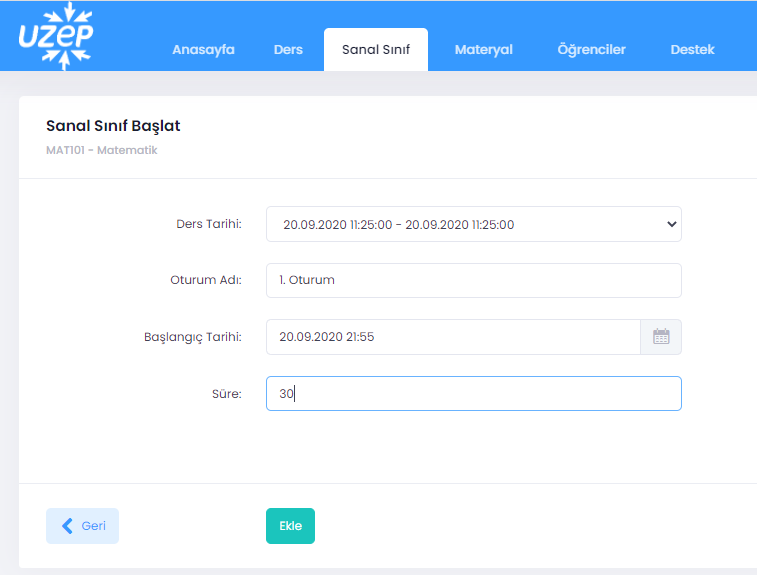 UZEP
Anasayfa Ders Sanal Sınıf Materyal Öğrenciler Destek
Sanal Sınıf Başlat
MAT101 - Matematik
Ders Tarihi: 20.09.2020 11:25:00 - 20.09.2020 11:25:00
Oturum Adı: 1. Oturum
Başlangıç Tarihi: 20.09.2020 21:55
Süre: 30
Geri Ekle